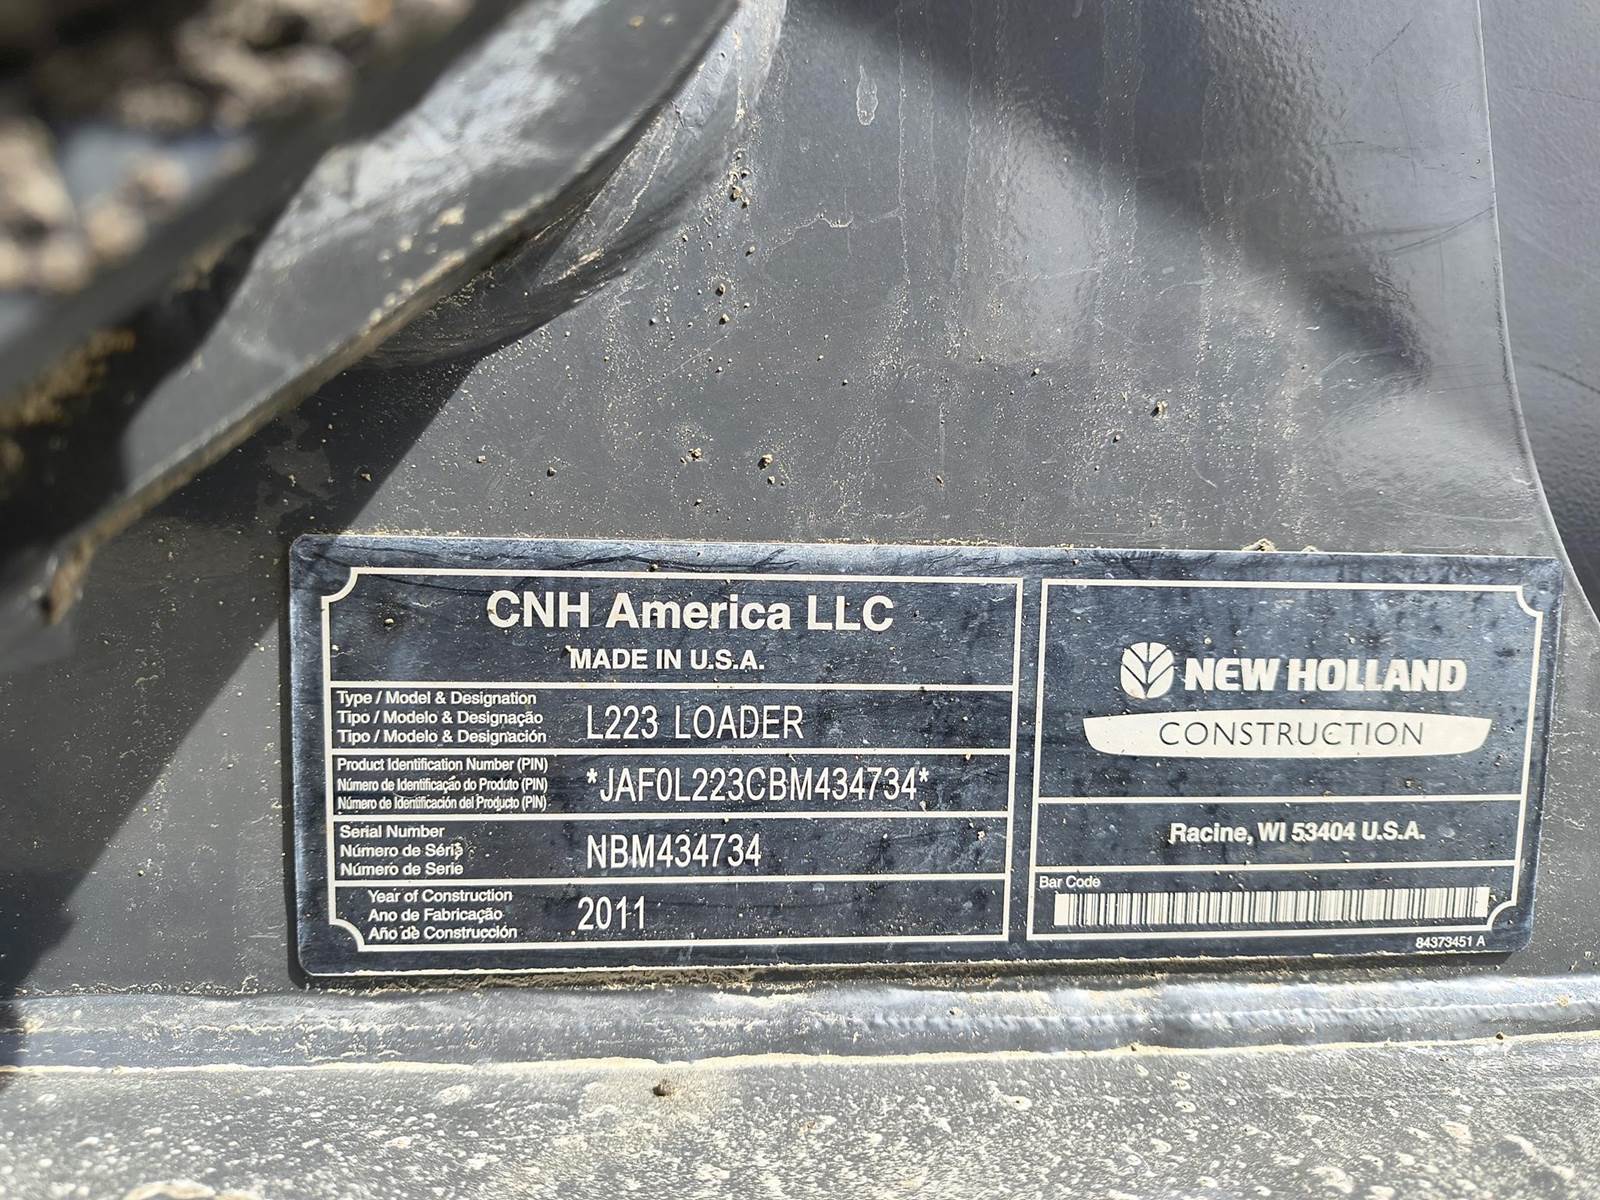 CNH America LLC
MADE IN U.S.A.
Type / Model & Designation
Tipo / Modelo & Designação
Tipo / Modelo & Designación
L223 LOADER
Product Identification Number (PIN)
Número de Identificação do Produto (PIN)
Número de Identificación del Producto (PIN)
*JAF0L223CBM434734*
Serial Number
Número de Série
Número de Serie
NBM434734
Year of Construction
Ano de Fabricação
Año de Construcción
2011
NEW HOLLAND
CONSTRUCTION
Racine, WI 53404 U.S.A.
Bar Code
84373451 A